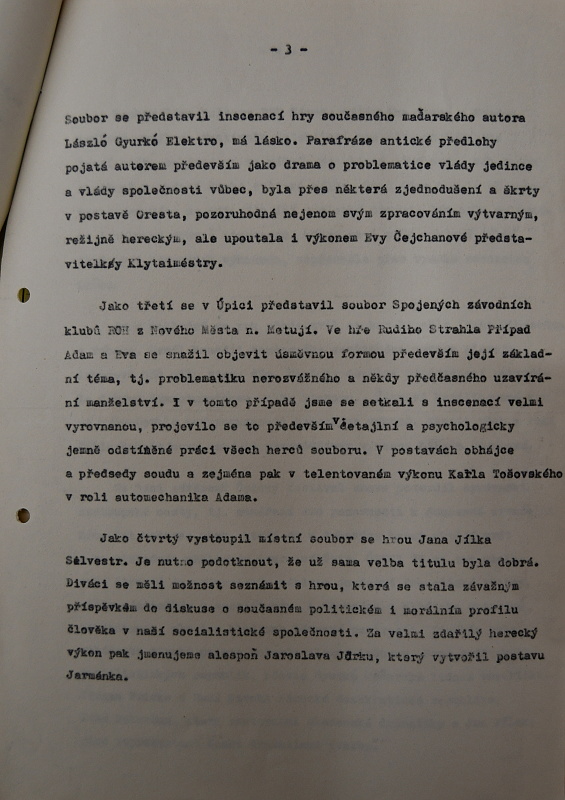 - 3 -
Soubor se představil inscenací hry současného maďarského autora
László Gyurkó Elektro, má lásko. Parafráze antické předlohy
pojatá autorem především jako drama o problematice vlády jedince
a vlády společnosti vůbec, byla přes některá zjednodušení a škrty
v postavě Oresta, pozoruhodná nejenom svým zpracováním výtvarným,
režijně hereckým, ale upoutala i výkonem Evy Čejchanové představ-
vitelky Klytaiméstry.
Jako třetí se v Úpici představil soubor Spojených závodních
klubů ROH z Nového Města n. Metují. Ve hře Rudiho Strahla Případ
Adam a Eva se snažil objevit úsměvnou formou především její základ-
ní téma, tj. problematiku nerozvážného a někdy předčasného uzavírá-
ní manželství. I v tomto případě jsme se setkali s inscenací velmi
vyrovnanou, projevilo se to především v detajlní a psychologicky
jemně odstíněné práci všech herců souboru. V postavách obhájce
a předsedy soudu a zejména pak v telentovaném výkonu Karla Tošovského
v roli automechanika Adama.
Jako čtvrtý vystoupil místní soubor se hrou Jana Jílka
Silvestr. Je nutno podotknout, že už sama velba titulu byla dobrá.
Diváci se měli možnost seznámit s hrou, která se stala závažným
příspěvkem do diskuse o současném politickém i morálním profilu
člověka v naší socialistické společnosti. Za velmi zdařilý herecký
výkon pak jmenujeme alespoň Jaroslava Jörku, který vytvořil postavu
Jarmánka.